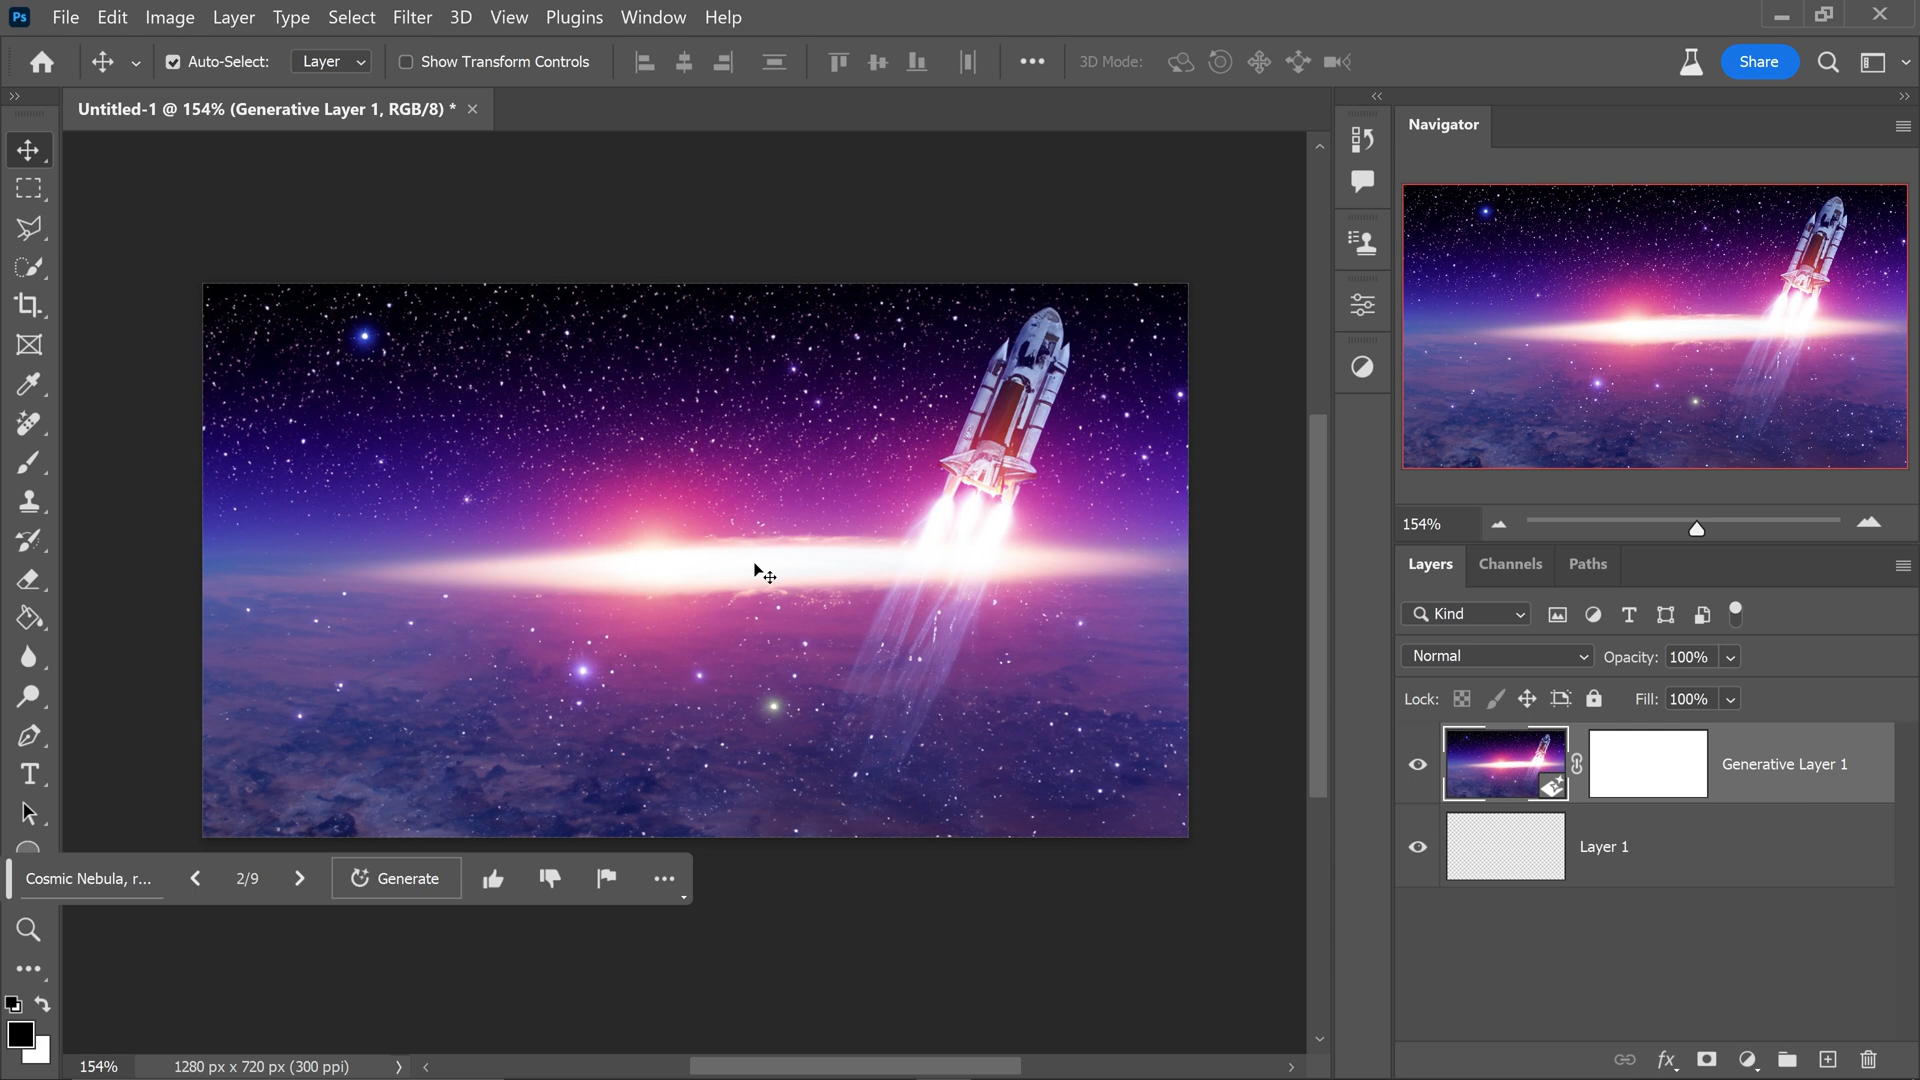 Ps File Edit Image Layer Type Select Filter 3D View Plugins Window Help
Auto-Select: Layer Show Transform Controls 3D Mode: Share
Untitled-1 @ 154% (Generative Layer 1, RGB/8) *
Navigator
154%
Layers Channels Paths
Kind
Normal Opacity: 100%
Lock: Fill: 100%
Generative Layer 1
Layer 1
Cosmic Nebula, r... 2/9 Generate
fx
154% 1280 px x 720 px (300 ppi)